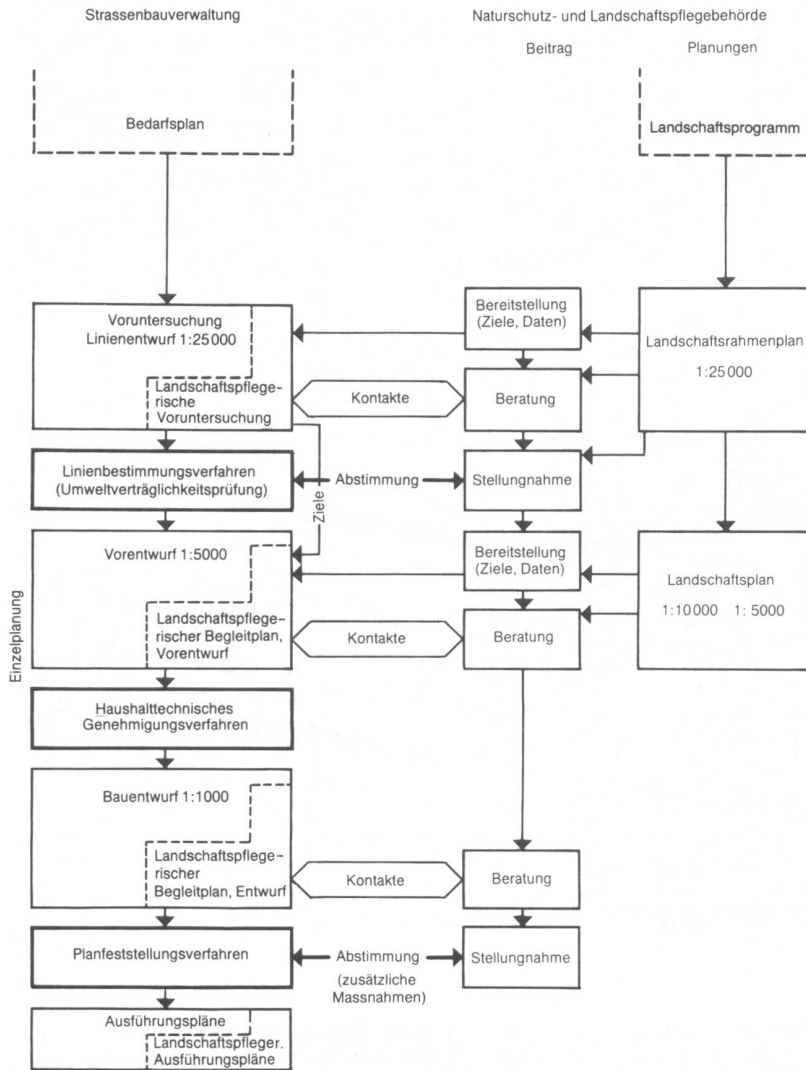 Strassenbauverwaltung
Naturschutz- und Landschaftspflegebehörde
Beitrag
Planungen
Bedarfsplan
Landschaftsprogramm
Voruntersuchung
Linienentwurf 1:25000
Landschaftspflege-
rische
Voruntersuchung
Kontakte
Bereitstellung
(Ziele, Daten)
Beratung
Landschaftsrahmenplan
1:25000
Linienbestimmungsverfahren
(Umweltverträglichkeitsprüfung)
Abstimmung
Stellungnahme
Ziele
Vorentwurf 1:5000
Landschaftspflege-
rischer Begleitplan,
Vorentwurf
Kontakte
Bereitstellung
(Ziele, Daten)
Beratung
Landschaftsplan
1:10000 1: 5000
Einzelplanung
Haushalttechnisches
Genehmigungsverfahren
Bauentwurf 1:1000
Landschaftspflege-
rischer
Begleitplan, Entwurf
Kontakte
Beratung
Planfeststellungsverfahren
Abstimmung
(zusätzliche
Massnahmen)
Stellungnahme
Ausführungspläne
Landschaftspfleger.
Ausführungspläne